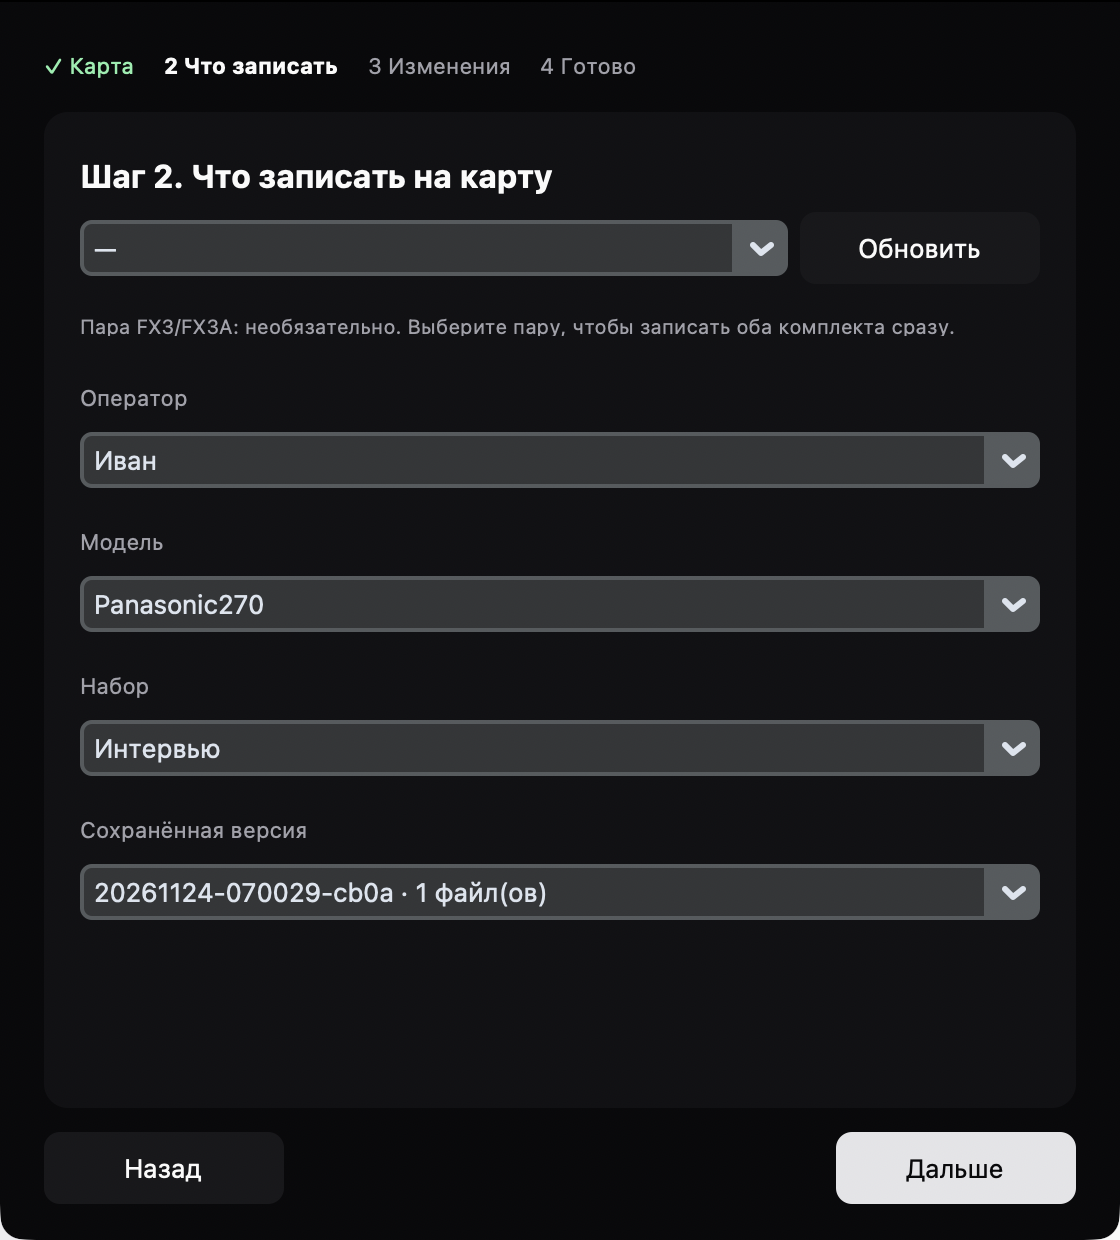 ✓ Карта 2 Что записать 3 Изменения 4 Готово
Шаг 2. Что записать на карту
—
Обновить
Пара FX3/FX3A: необязательно. Выберите пару, чтобы записать оба комплекта сразу.
Оператор
Иван
Модель
Panasonic270
Набор
Интервью
Сохранённая версия
20261124-070029-cb0a · 1 файл(ов)
Назад
Дальше